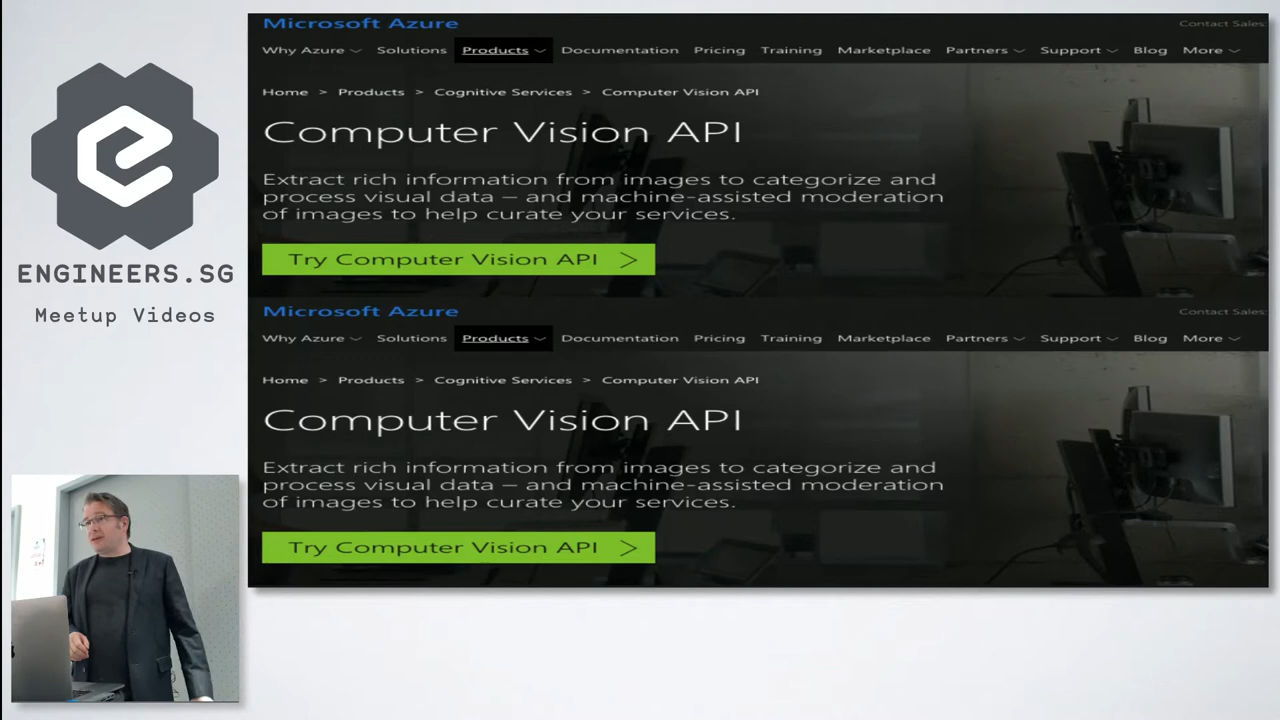 ENGINEERS.SG
Meetup Videos
Microsoft Azure
Contact Sales:
Why Azure Solutions Products Documentation Pricing Training Marketplace Partners Support Blog More
Home > Products > Cognitive Services > Computer Vision API
Computer Vision API
Extract rich information from images to categorize and
process visual data – and machine-assisted moderation
of images to help curate your services.
Try Computer Vision API >
Microsoft Azure
Contact Sales:
Why Azure Solutions Products Documentation Pricing Training Marketplace Partners Support Blog More
Home > Products > Cognitive Services > Computer Vision API
Computer Vision API
Extract rich information from images to categorize and
process visual data – and machine-assisted moderation
of images to help curate your services.
Try Computer Vision API >